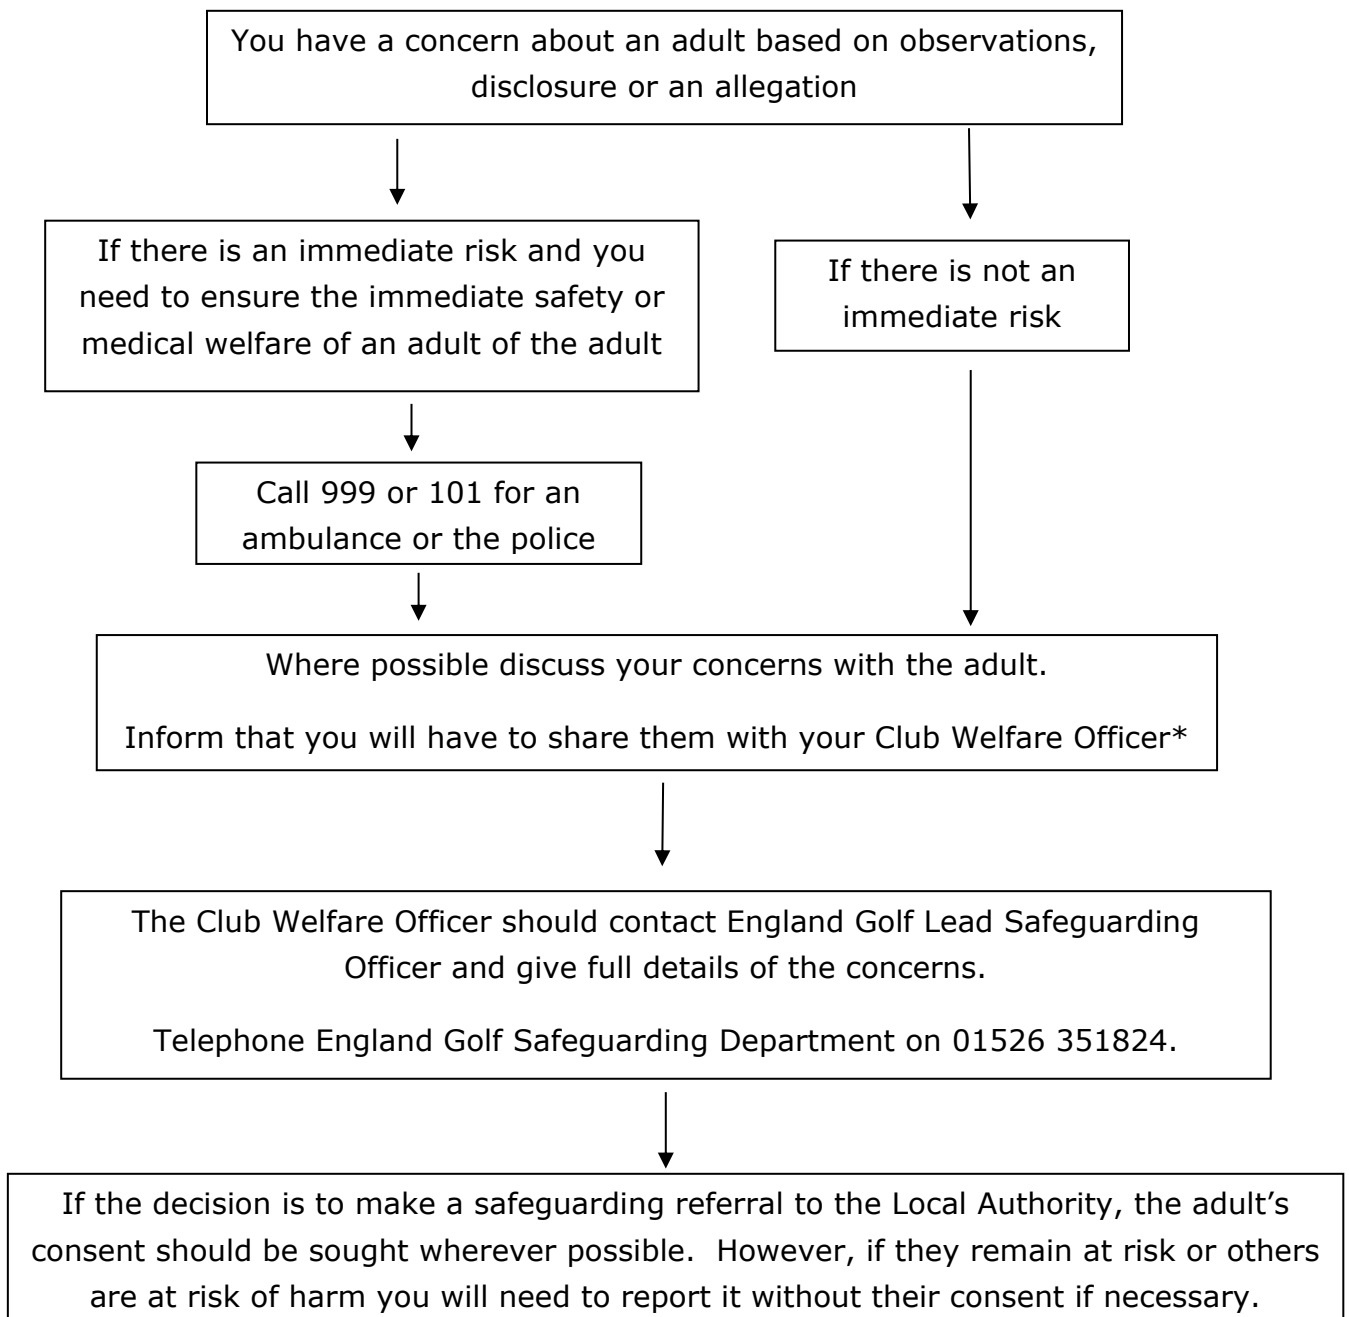 You have a concern about an adult based on observations,
disclosure or an allegation
If there is an immediate risk and you
need to ensure the immediate safety or
medical welfare of an adult of the adult
If there is not an
immediate risk
Call 999 or 101 for an
ambulance or the police
Where possible discuss your concerns with the adult.
Inform that you will have to share them with your Club Welfare Officer*
The Club Welfare Officer should contact England Golf Lead Safeguarding
Officer and give full details of the concerns.
Telephone England Golf Safeguarding Department on 01526 351824.
If the decision is to make a safeguarding referral to the Local Authority, the adult’s
consent should be sought wherever possible.  However, if they remain at risk or others
are at risk of harm you will need to report it without their consent if necessary.